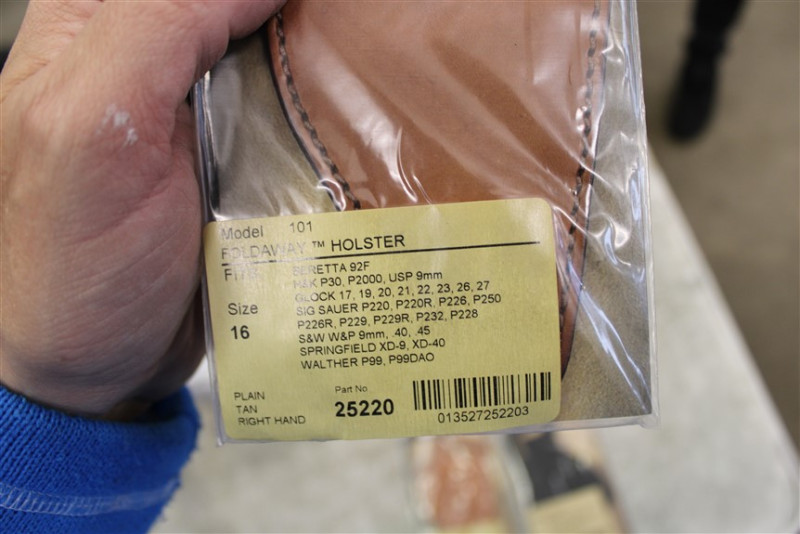 Model 101
FOLDAWAY ™ HOLSTER
Fits BERETTA 92F
H&K P30, P2000, USP 9mm
GLOCK 17, 19, 20, 21, 22, 23, 26, 27
Size SIG SAUER P220, P220R, P226, P250
16 P226R, P229, P229R, P232, P228
S&W W&P 9mm, .40, .45
SPRINGFIELD XD-9, XD-40
WALTHER P99, P99DAO
PLAIN
TAN
RIGHT HAND
Part No.
25220
013527252203